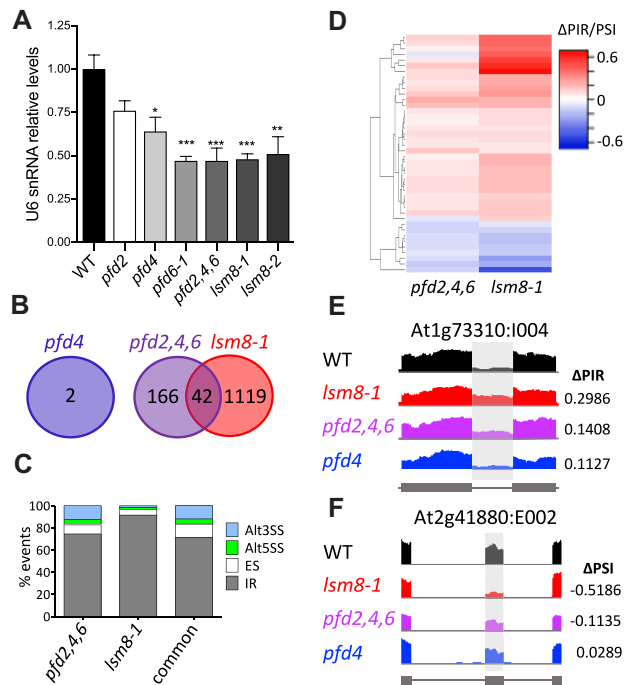 A
U6 snRNA relative levels
1.25
1.00
0.75
0.50
0.25
0.00
*
***
***
***
**
WT
pfd2
pfd4
pfd6-1
pfd2,4,6
lsm8-1
lsm8-2
B
pfd4
pfd2,4,6
lsm8-1
2
166
42
1119
C
% events
100
80
60
40
20
0
pfd2,4,6
lsm8-1
common
Alt3SS
Alt5SS
ES
IR
D
ΔPIR/PSI
0.6
0
-0.6
pfd2,4,6
lsm8-1
E
At1g73310:I004
ΔPIR
WT
lsm8-1
0.2986
pfd2,4,6
0.1408
pfd4
0.1127
F
At2g41880:E002
ΔPSI
WT
lsm8-1
-0.5186
pfd2,4,6
-0.1135
pfd4
0.0289